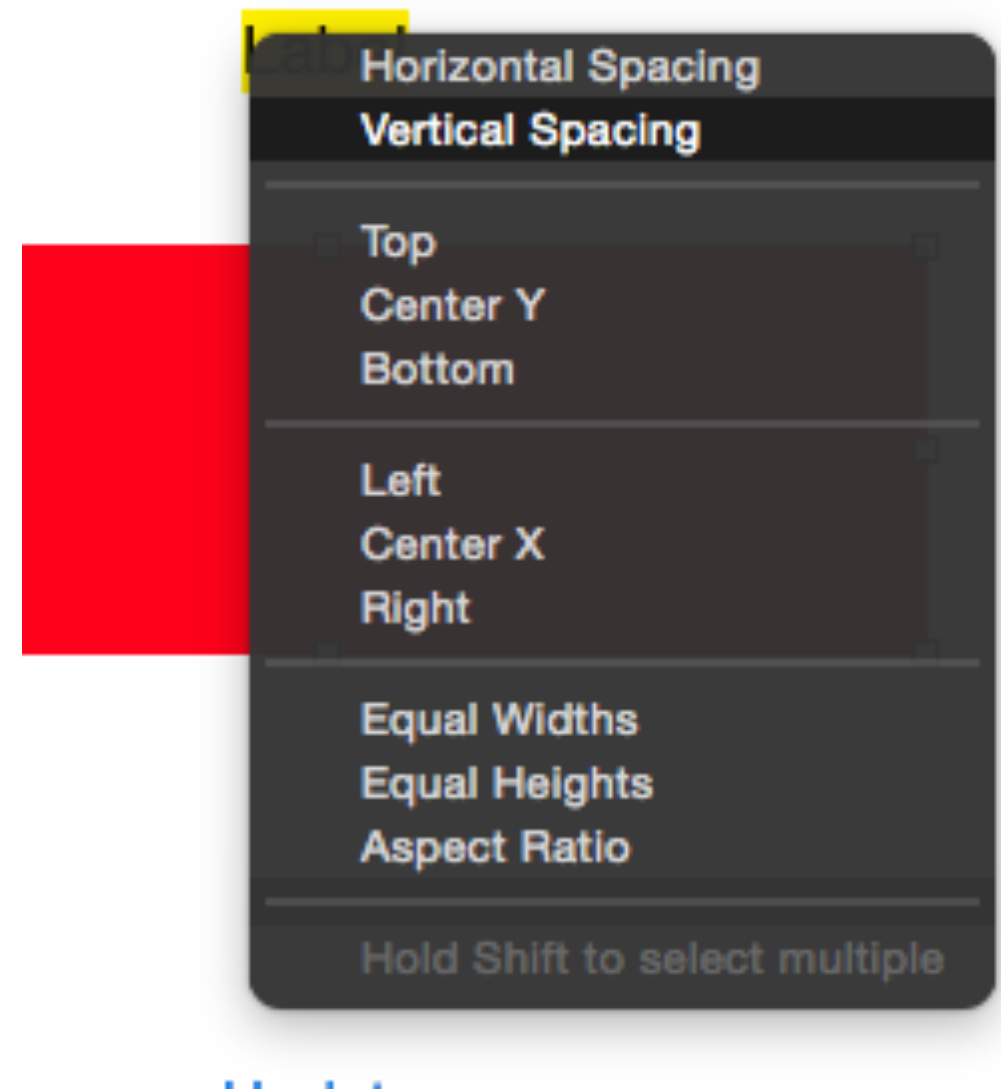 Label
Horizontal Spacing
Vertical Spacing
Top
Center Y
Bottom
Left
Center X
Right
Equal Widths
Equal Heights
Aspect Ratio
Hold Shift to select multiple